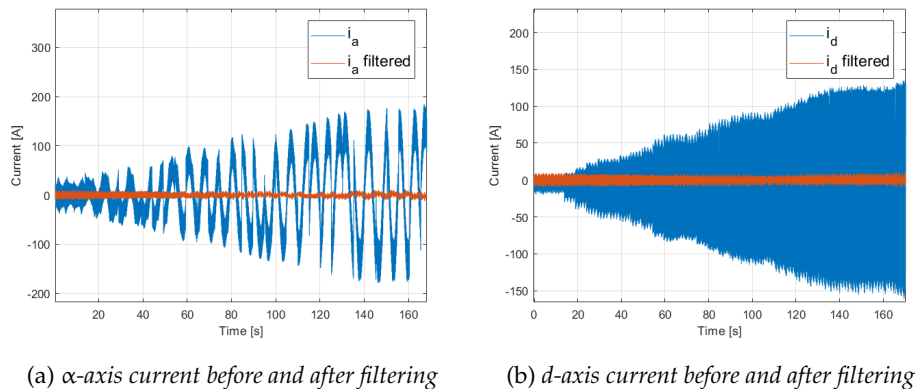 i_a
i_a filtered
300
200
100
0
-100
-200
Current [A]
20 40 60 80 100 120 140 160
Time [s]
(a) α-axis current before and after filtering
i_d
i_d filtered
200
150
100
50
0
-50
-100
-150
Current [A]
0 20 40 60 80 100 120 140 160
Time [s]
(b) d-axis current before and after filtering